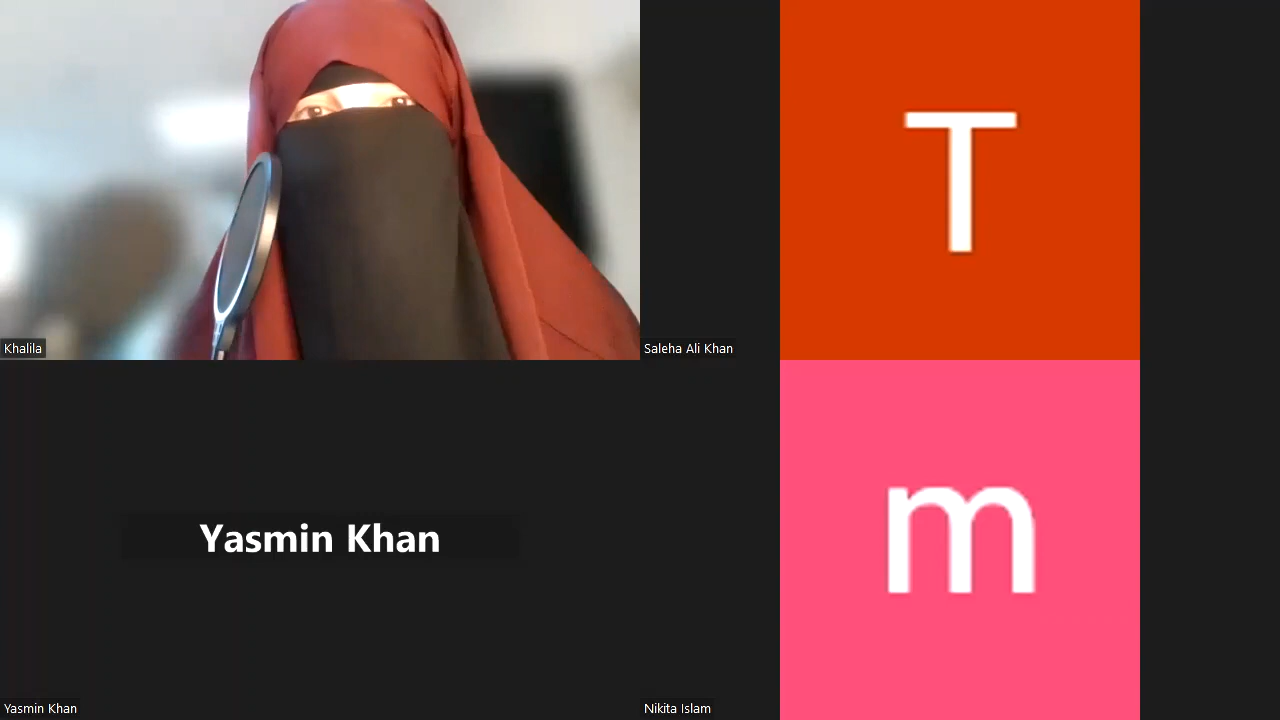 T
Khalila
Saleha Ali Khan
Yasmin Khan
m
Yasmin Khan
Nikita Islam